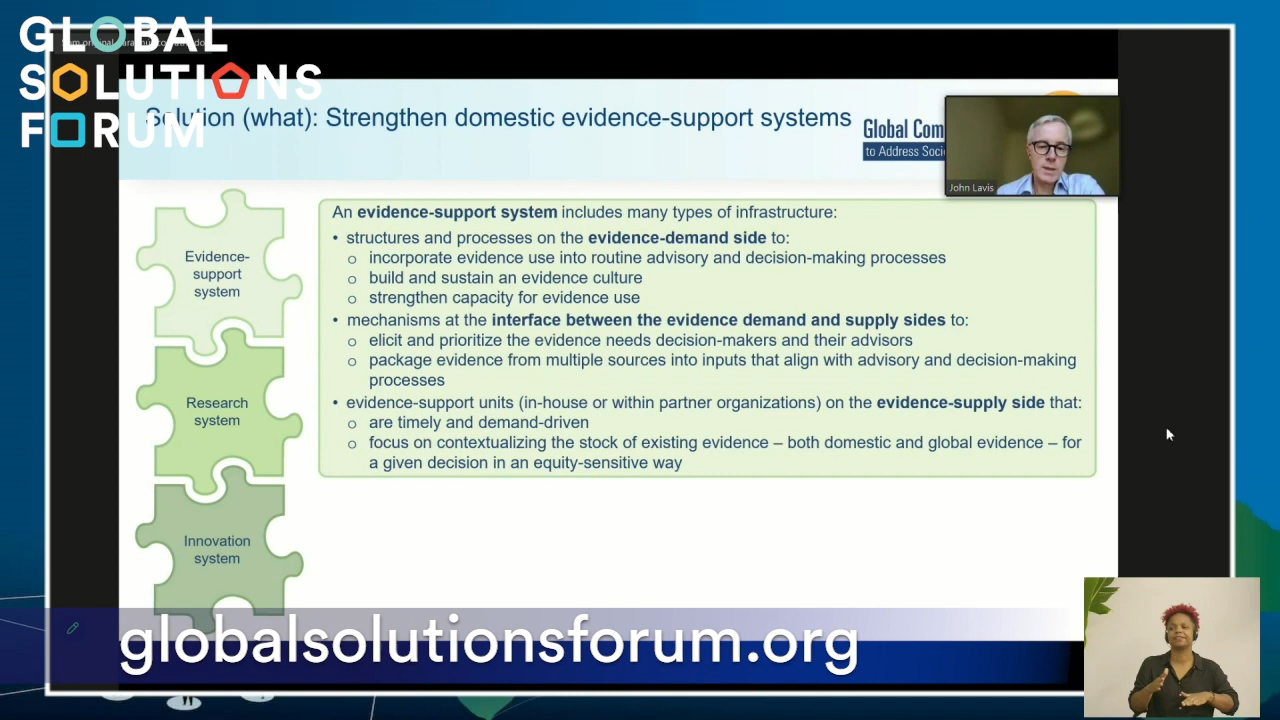 GLOBAL
SOLUTIONS
FORUM
Solution (what): Strengthen domestic evidence-support systems
Global Com
to Address Soci
John Lavis
Evidence-
support
system
Research
system
Innovation
system
An evidence-support system includes many types of infrastructure:
• structures and processes on the evidence-demand side to:
o incorporate evidence use into routine advisory and decision-making processes
o build and sustain an evidence culture
o strengthen capacity for evidence use
• mechanisms at the interface between the evidence demand and supply sides to:
o elicit and prioritize the evidence needs decision-makers and their advisors
o package evidence from multiple sources into inputs that align with advisory and decision-making
processes
• evidence-support units (in-house or within partner organizations) on the evidence-supply side that:
o are timely and demand-driven
o focus on contextualizing the stock of existing evidence – both domestic and global evidence – for
a given decision in an equity-sensitive way
globalsolutionsforum.org